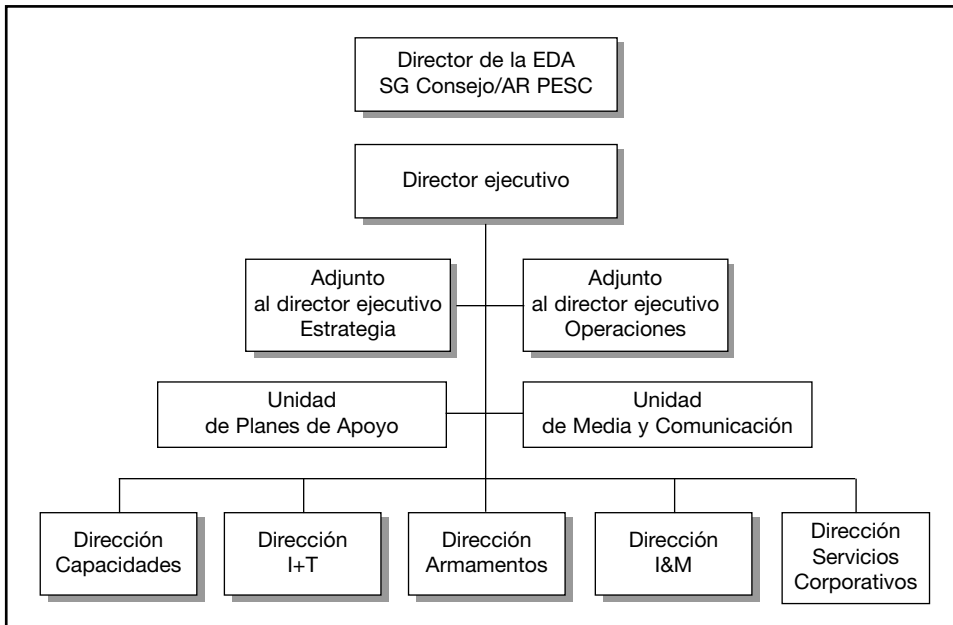 Director de la EDA
SG Consejo/AR PESC
Director ejecutivo
Adjunto
al director ejecutivo
Estrategia
Adjunto
al director ejecutivo
Operaciones
Unidad
de Planes de Apoyo
Unidad
de Media y Comunicación
Dirección
Capacidades
Dirección
I+T
Dirección
Armamentos
Dirección
I&M
Dirección
Servicios
Corporativos